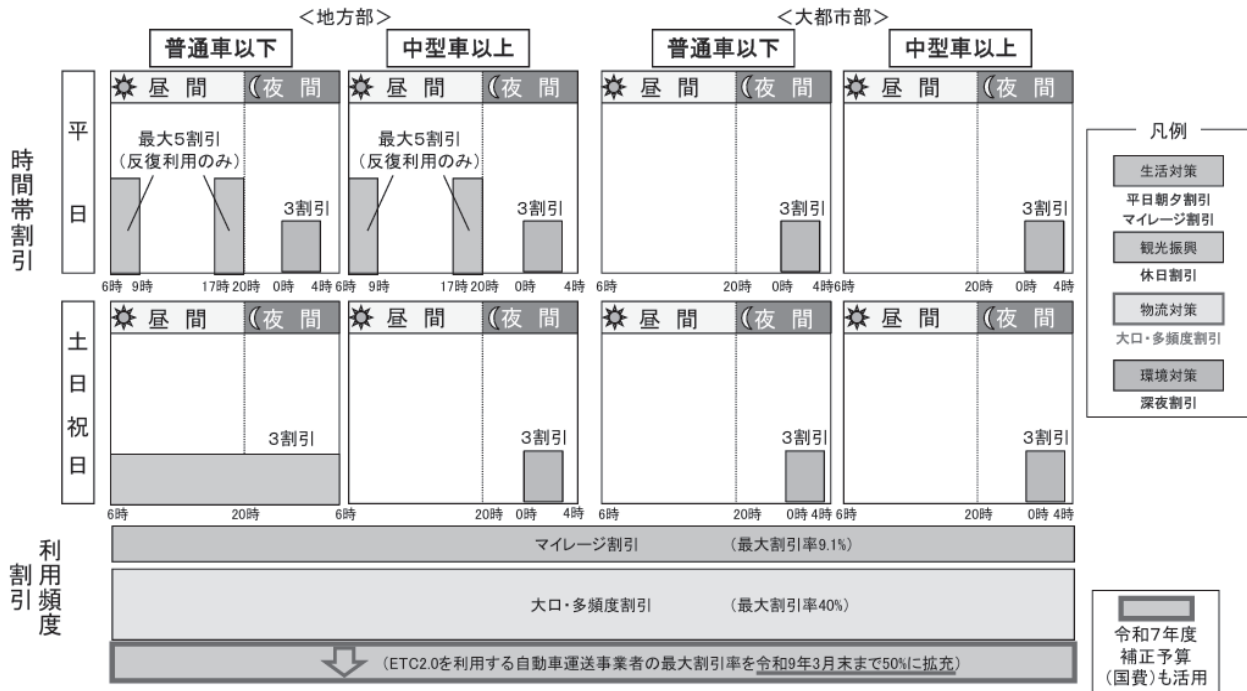 <地方部>
<大都市部>
普通車以下
中型車以上
普通車以下
中型車以上
時間帯割引
平日
昼間
夜間
最大5割引
(反復利用のみ)
3割引
6時 9時 17時 20時 0時 4時
昼間
夜間
最大5割引
(反復利用のみ)
3割引
6時 9時 17時 20時 0時 4時
昼間
夜間
3割引
6時 20時 0時 4時
昼間
夜間
3割引
6時 20時 0時 4時
土日祝日
昼間
夜間
3割引
6時 20時 6時
昼間
夜間
3割引
20時 0時 4時
昼間
夜間
3割引
6時 20時 0時 4時
昼間
夜間
3割引
6時 20時 0時 4時
利用頻度
割引
マイレージ割引 (最大割引率9.1%)
大口・多頻度割引 (最大割引率40%)
(ETC2.0を利用する自動車運送事業者の最大割引率を令和9年3月末まで50%に拡充)
凡例
生活対策
平日朝夕割引
マイレージ割引
観光振興
休日割引
物流対策
大口・多頻度割引
環境対策
深夜割引
令和7年度
補正予算
(国費)も活用